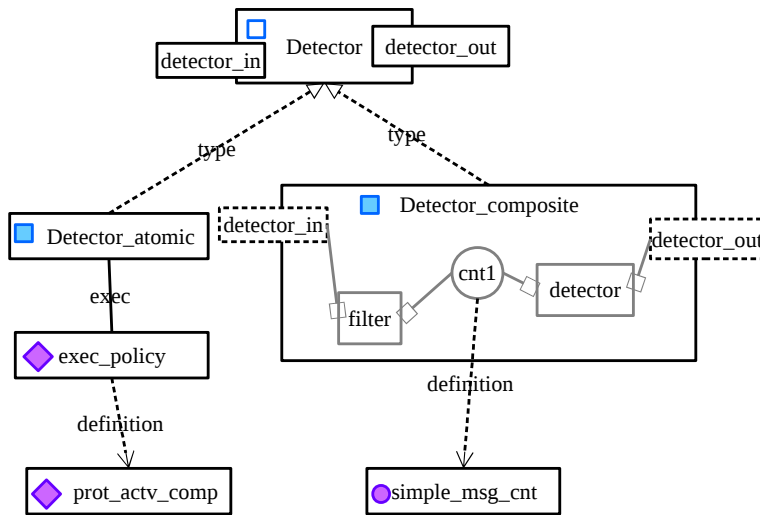 Detector
detector_out
detector_in
type
type
Detector_composite
detector_in
Detector_atomic
detector_out
cnt1
detector
exec
filter
exec_policy
definition
definition
prot_actv_comp
simple_msg_cnt